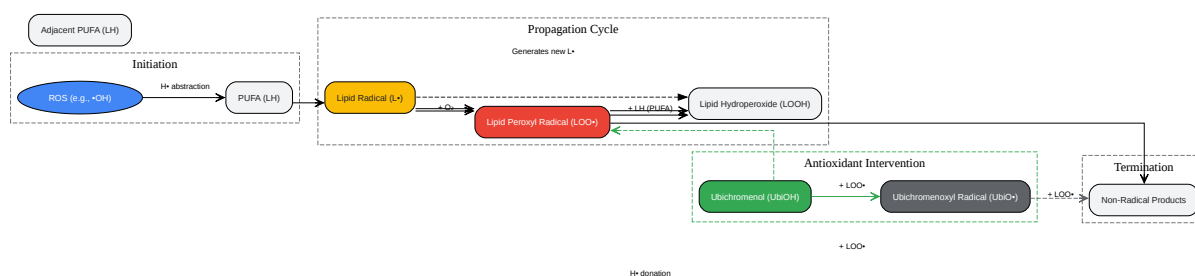 Adjacent PUFA (LH)
Propagation Cycle
Generates new L•
Initiation
ROS (e.g., •OH)
H• abstraction
PUFA (LH)
Lipid Radical (L•)
+ O₂
Lipid Peroxyl Radical (LOO•)
+ LH (PUFA)
Lipid Hydroperoxide (LOOH)
Antioxidant Intervention
Termination
Ubichromenol (UbiOH)
+ LOO•
Ubichromenoxyl Radical (UbiO•)
+ LOO•
Non-Radical Products
+ LOO•
H• donation